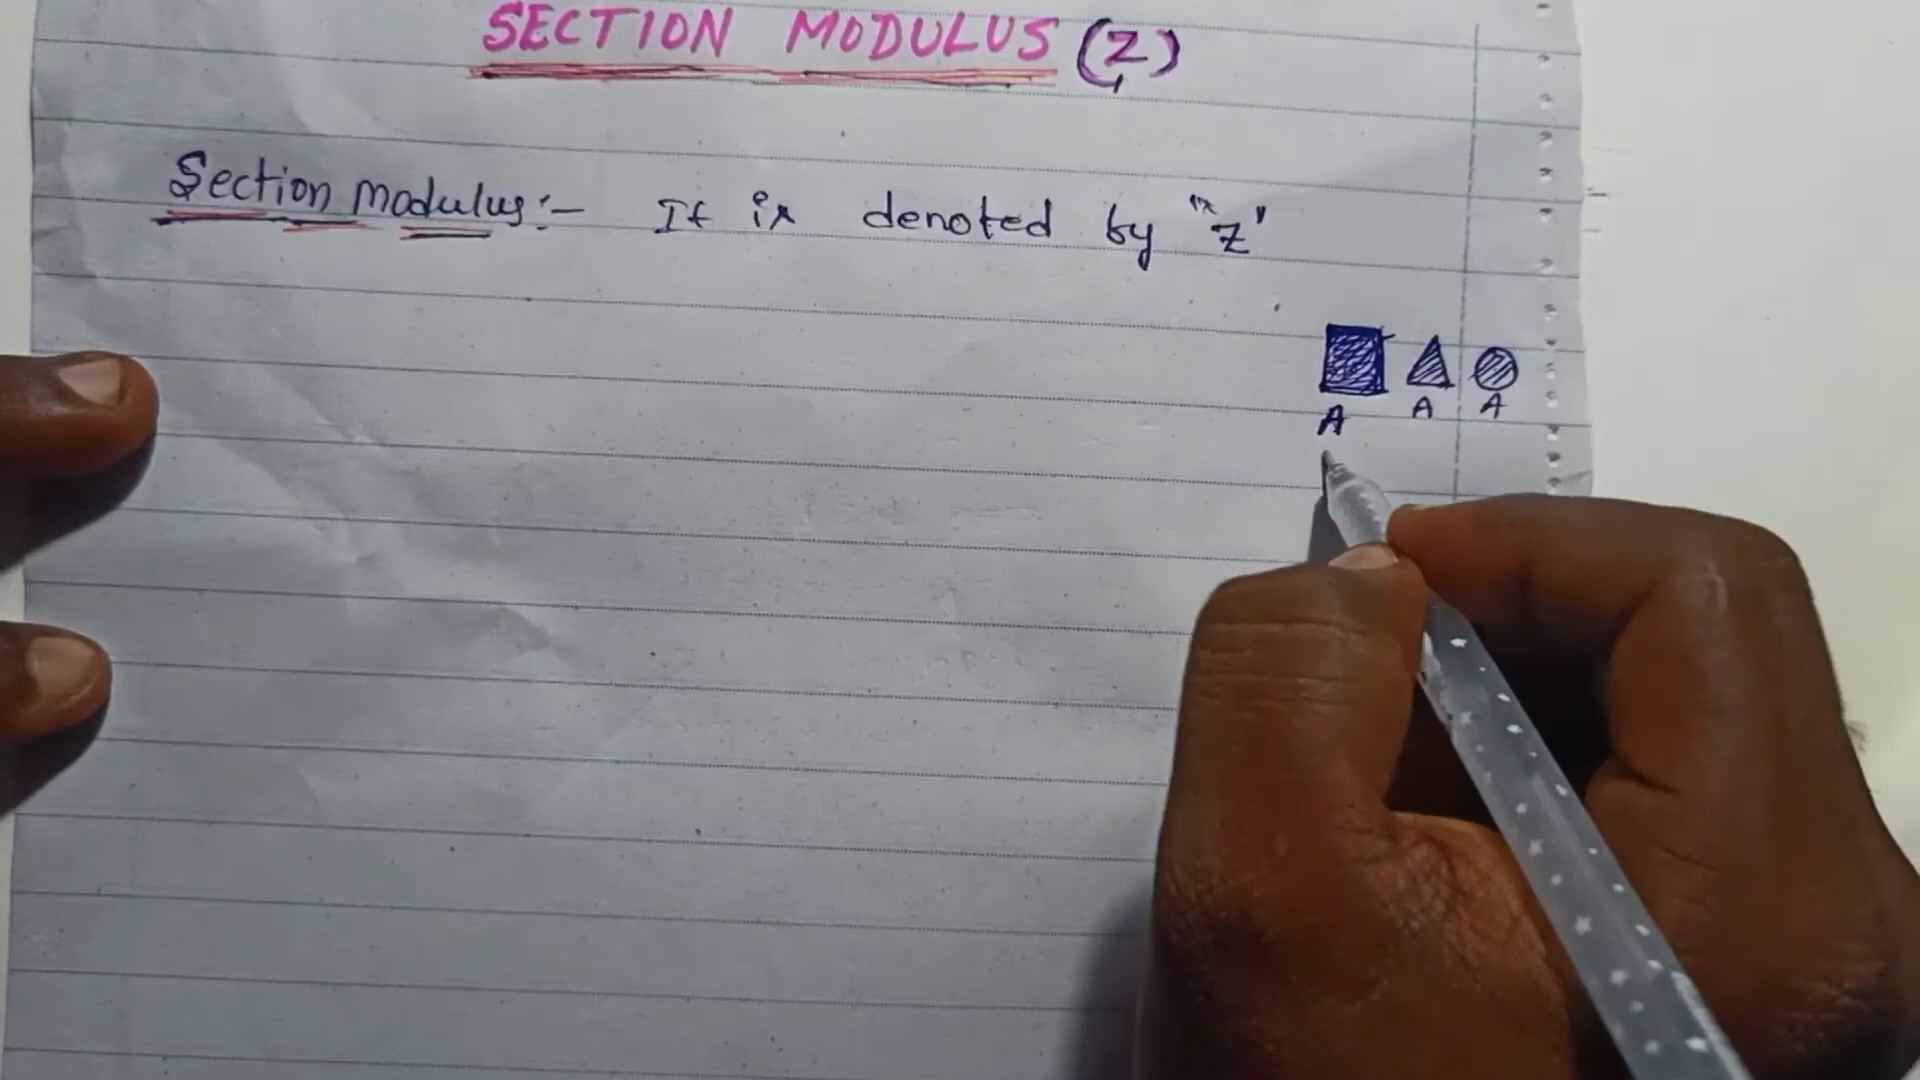 SECTION MODULUS (Z)
Section modulus:- It is denoted by "Z"
A A A